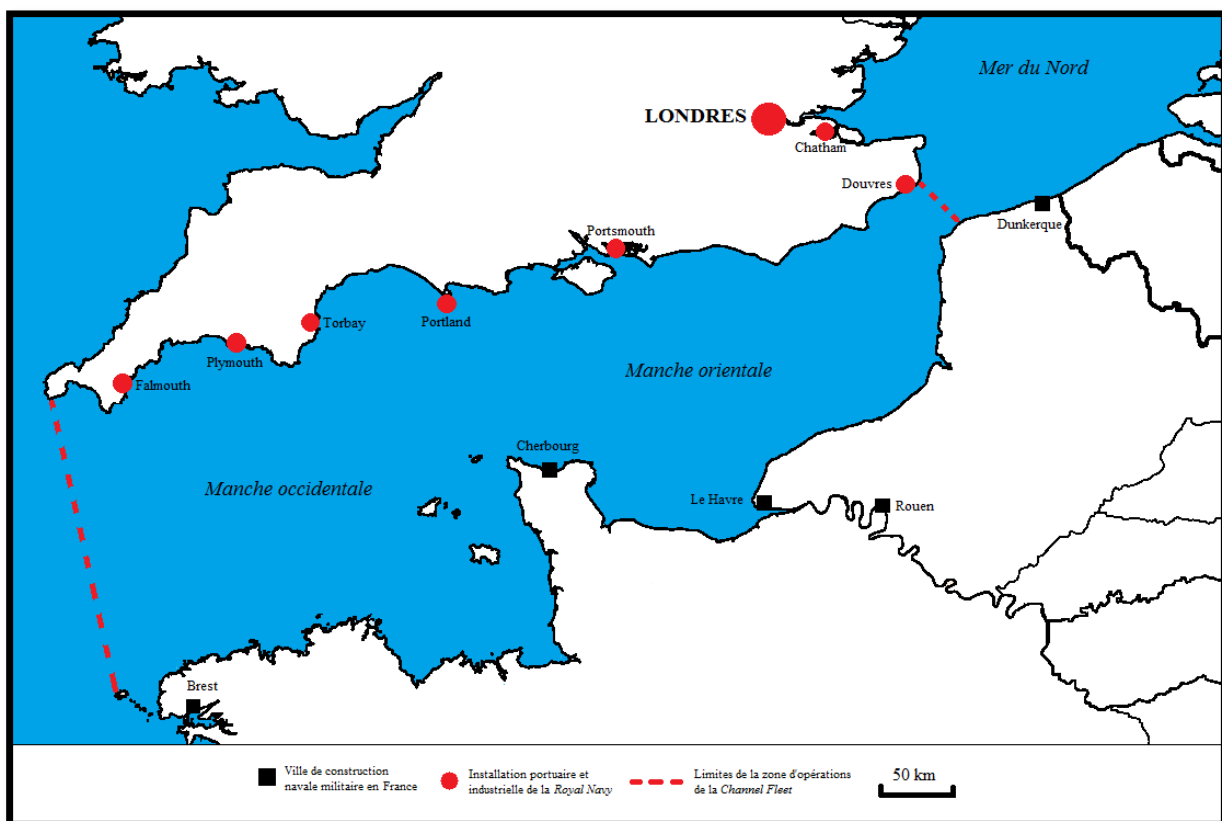 Mer du Nord
LONDRES
Chatham
Douvres
Dunkerque
Portsmouth
Portland
Torbay
Plymouth
Falmouth
Manche orientale
Cherbourg
Manche occidentale
Le Havre
Rouen
Brest
Ville de construction
navale militaire en France
Installation portuaire et
industrielle de la Royal Navy
Limites de la zone d'opérations
de la Channel Fleet
50 km